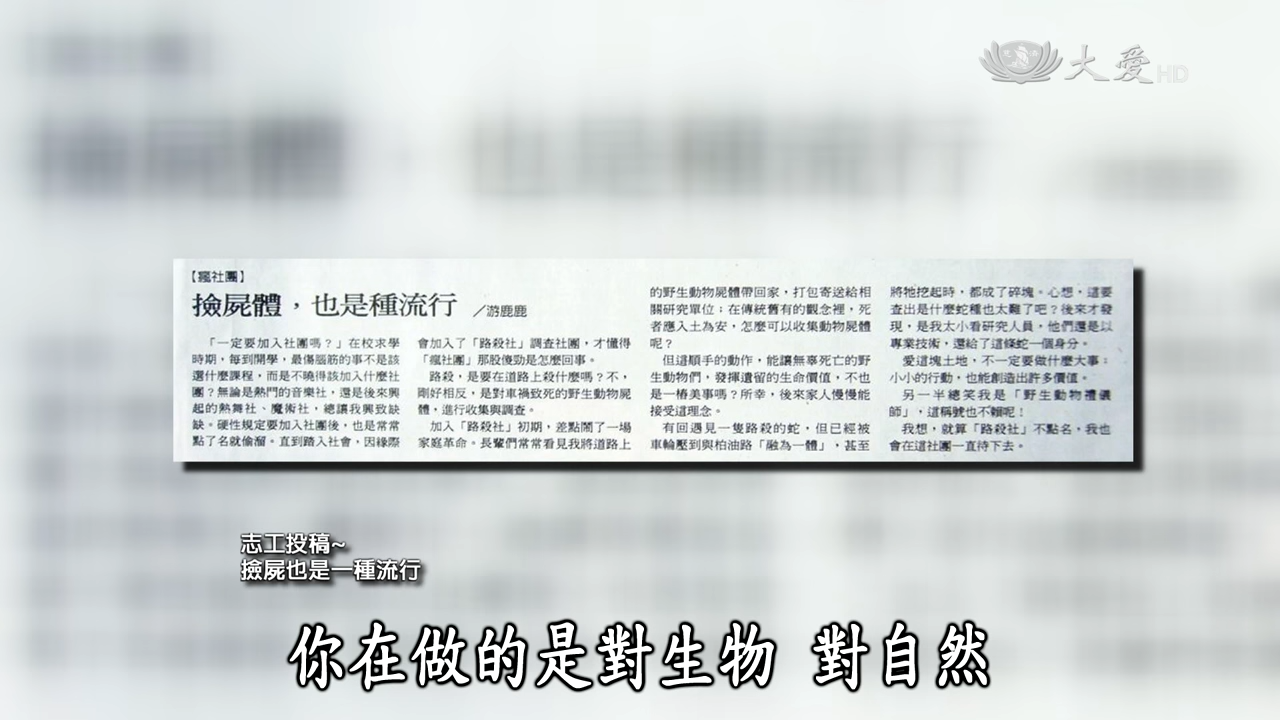 大愛HD
【瘋社團】
撿屍體，也是種流行 ／游鹿鹿
「一定要加入社團嗎？」在校求學
時期，每到開學，最傷腦筋的事不是該
選什麼課程，而是不曉得該加入什麼社
團？無論是熱門的音樂社，還是後來興
起的熱舞社、魔術社，總讓我興致缺
缺。硬性規定要加入社團後，也是常常
點了名就偷溜。直到踏入社會，因緣際
會加入了「路殺社」調查社團，才懂得
「瘋社團」那股傻勁是怎麼回事。
路殺，是要在道路上殺什麼嗎？不，
剛好相反，是對車禍致死的野生動物屍
體，進行收集與調查。
加入「路殺社」初期，差點鬧了一場
家庭革命。長輩們常常看見我將道路上
的野生動物屍體帶回家，打包寄送給相
關研究單位；在傳統舊有的觀念裡，死
者應入土為安，怎麼可以收集動物屍體
呢？
但這順手的動作，能讓無辜死亡的野
生動物們，發揮遺留的生命價值，不也
是一樁美事嗎？所幸，後來家人慢慢能
接受這理念。
有回遇見一隻路殺的蛇，但已經被
車輪壓到與柏油路「融為一體」，甚至
將牠挖起時，都成了碎塊。心想，這要
查出是什麼蛇種也太難了吧？後來才發
現，是我太小看研究人員，他們還是以
專業技術，還給了這條蛇一個身分。
愛這塊土地，不一定要做什麼大事；
小小的行動，也能創造出許多價值。
另一半總笑我是「野生動物禮儀
師」，這稱號也不賴呢！
我想，就算「路殺社」不點名，我也
會在這社團一直待下去。
志工投稿~
撿屍也是一種流行
你在做的是對生物 對自然